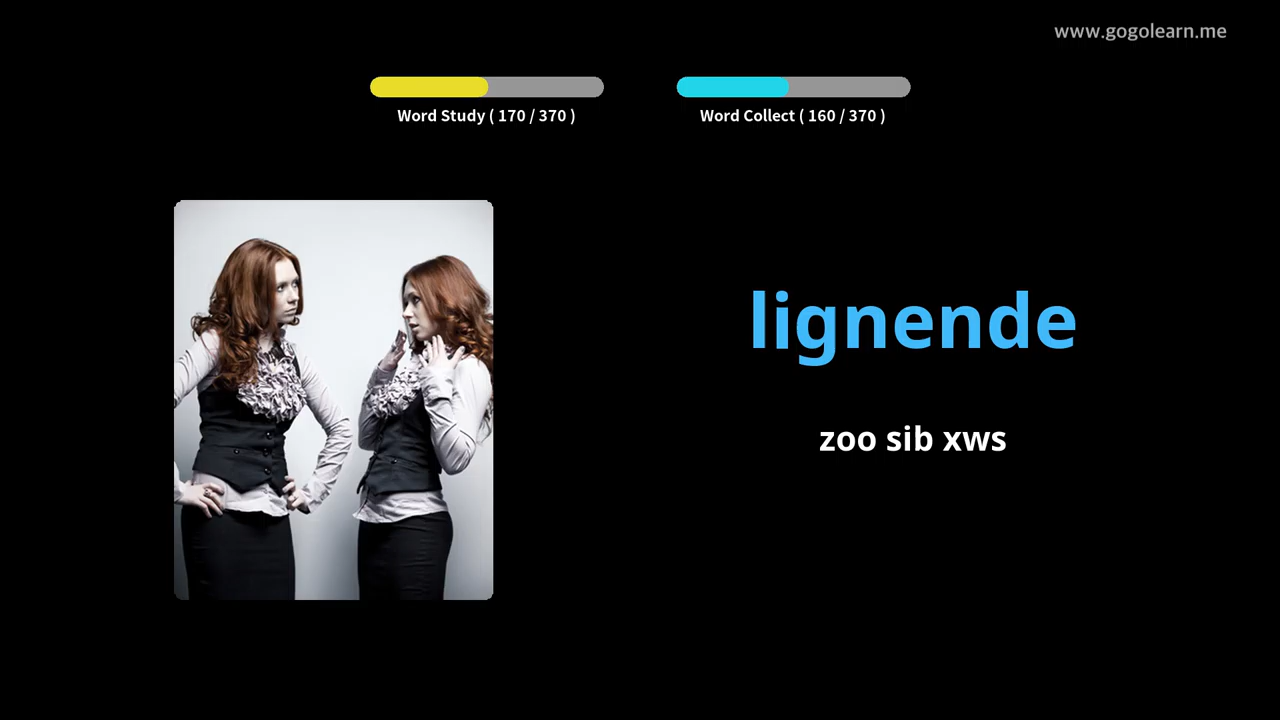 www.gogolearn.me
Word Study ( 170 / 370 )
Word Collect ( 160 / 370 )
lignende
zoo sib xws